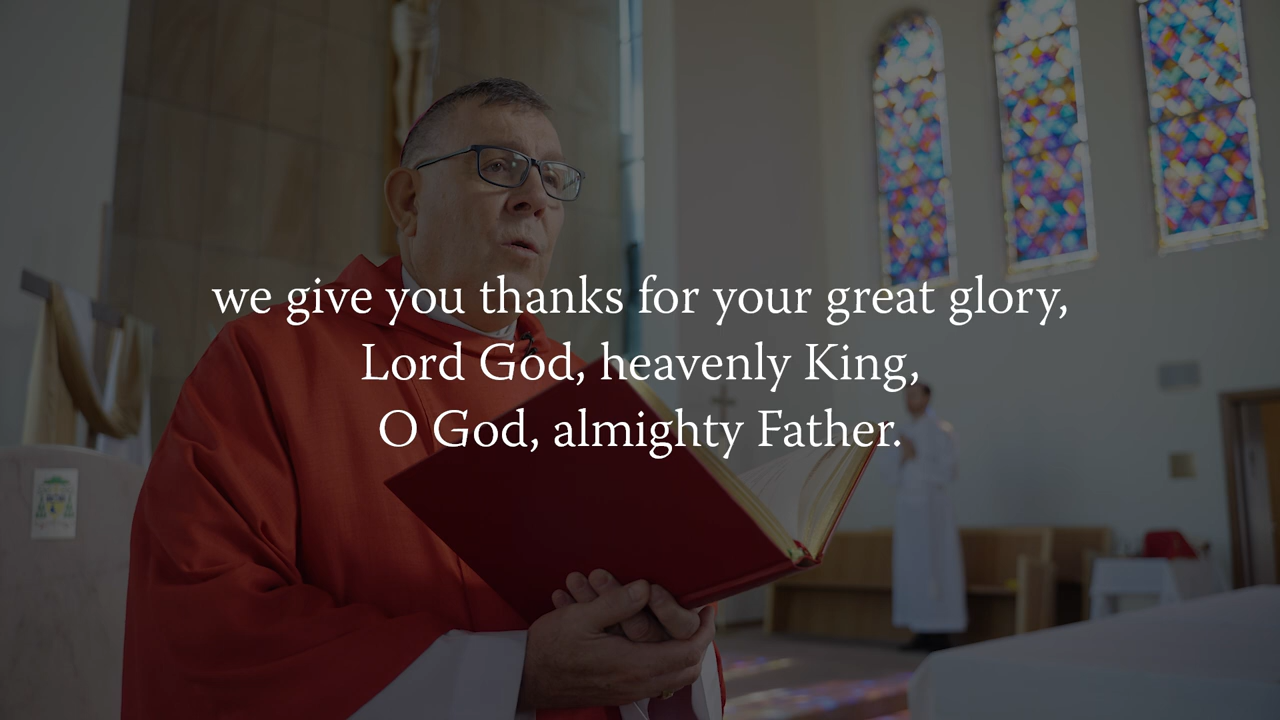 we give you thanks for your great glory,
Lord God, heavenly King,
O God, almighty Father.